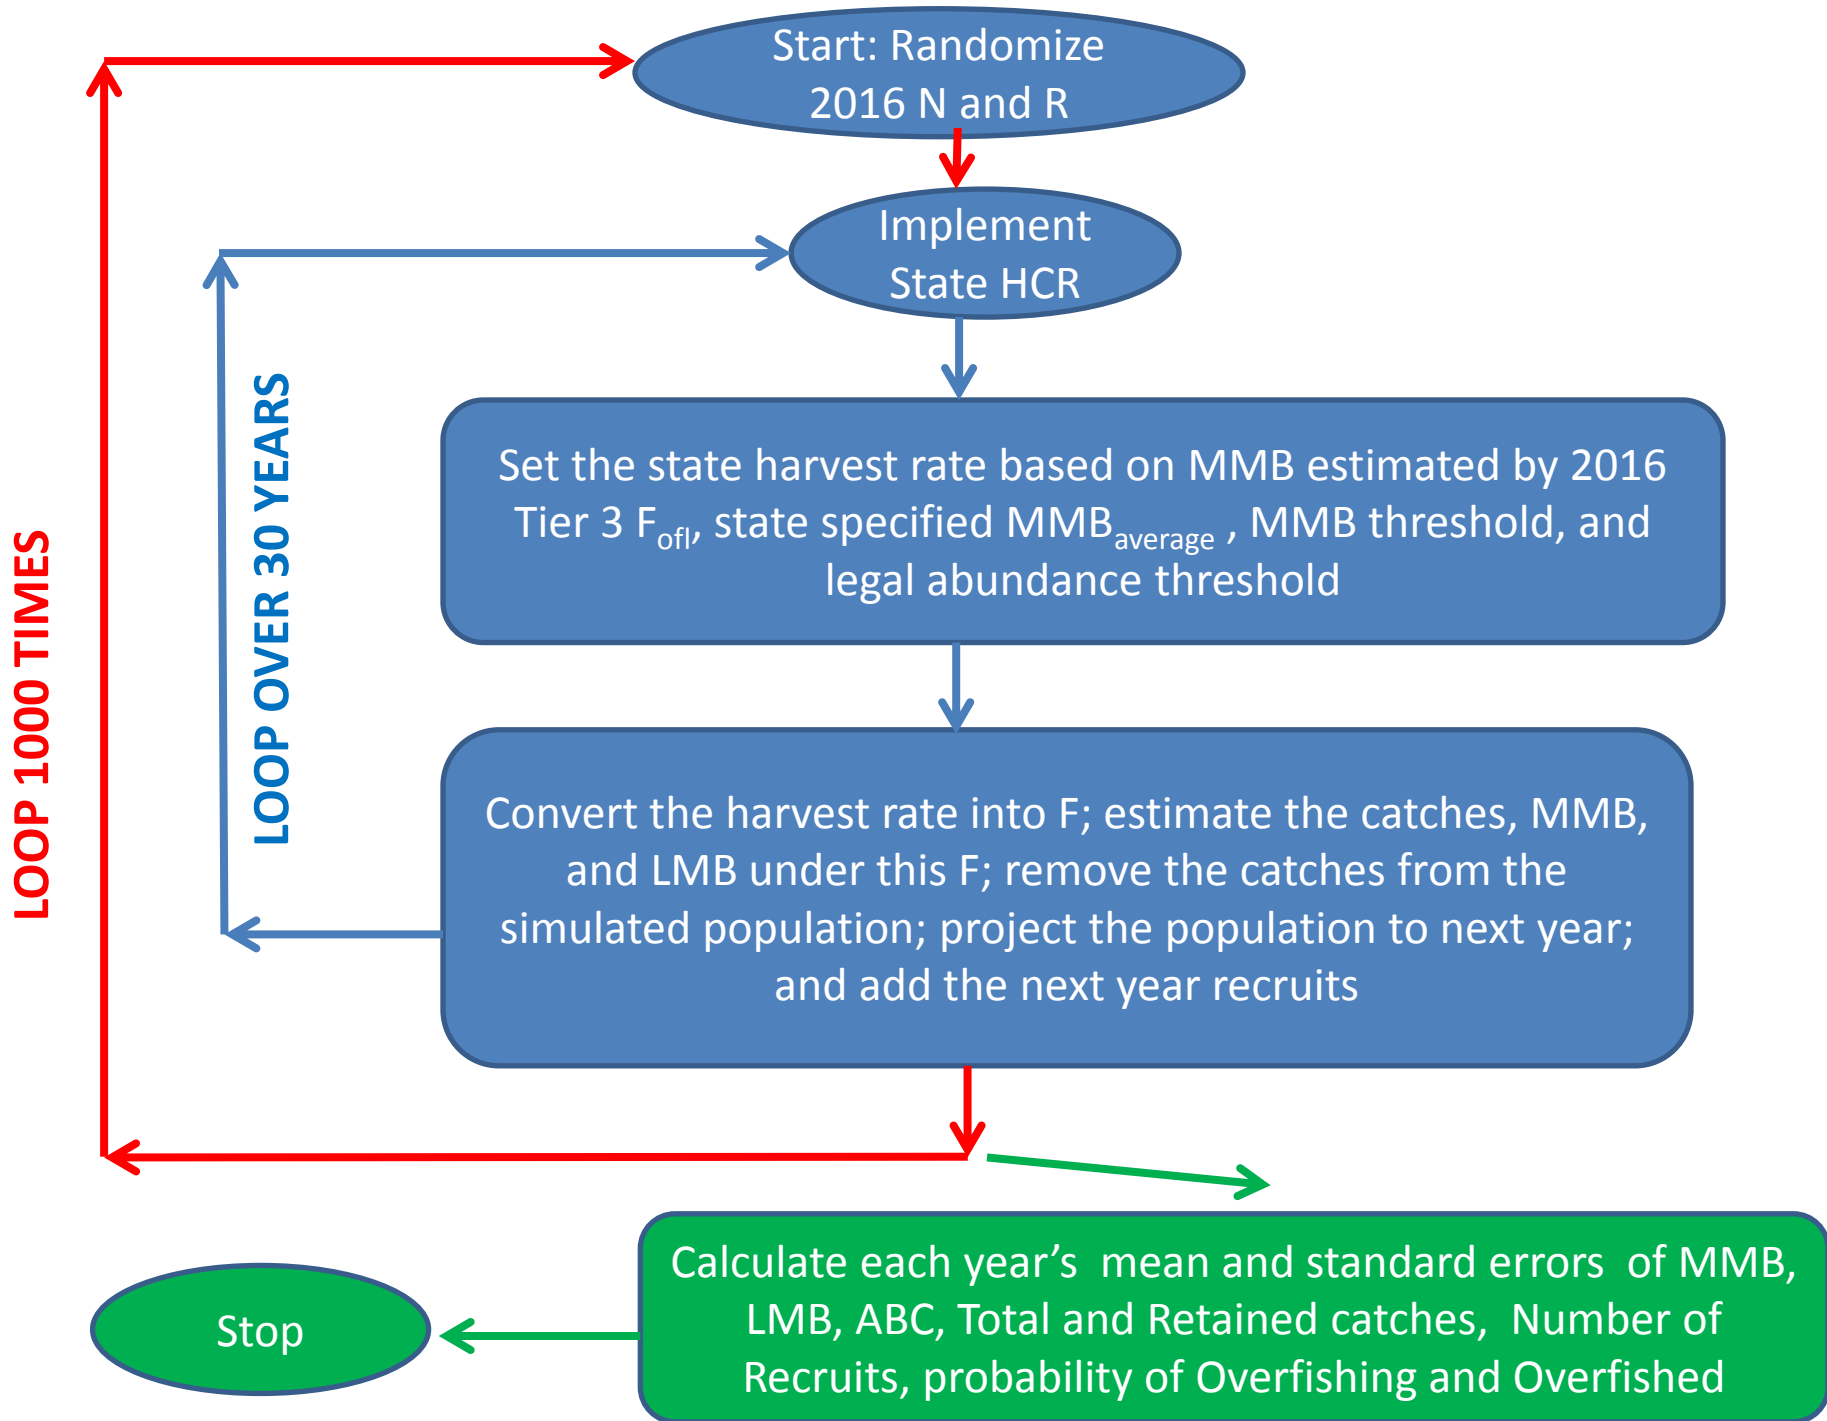 Start: Randomize
2016 N and R
Implement
State HCR
LOOP 1000 TIMES
LOOP OVER 30 YEARS
Set the state harvest rate based on MMB estimated by 2016
Tier 3 Fofl, state specified MMBaverage , MMB threshold, and
legal abundance threshold
Convert the harvest rate into F; estimate the catches, MMB,
and LMB under this F; remove the catches from the
simulated population; project the population to next year;
and add the next year recruits
Calculate each year’s mean and standard errors of MMB,
LMB, ABC, Total and Retained catches, Number of
Recruits, probability of Overfishing and Overfished
Stop